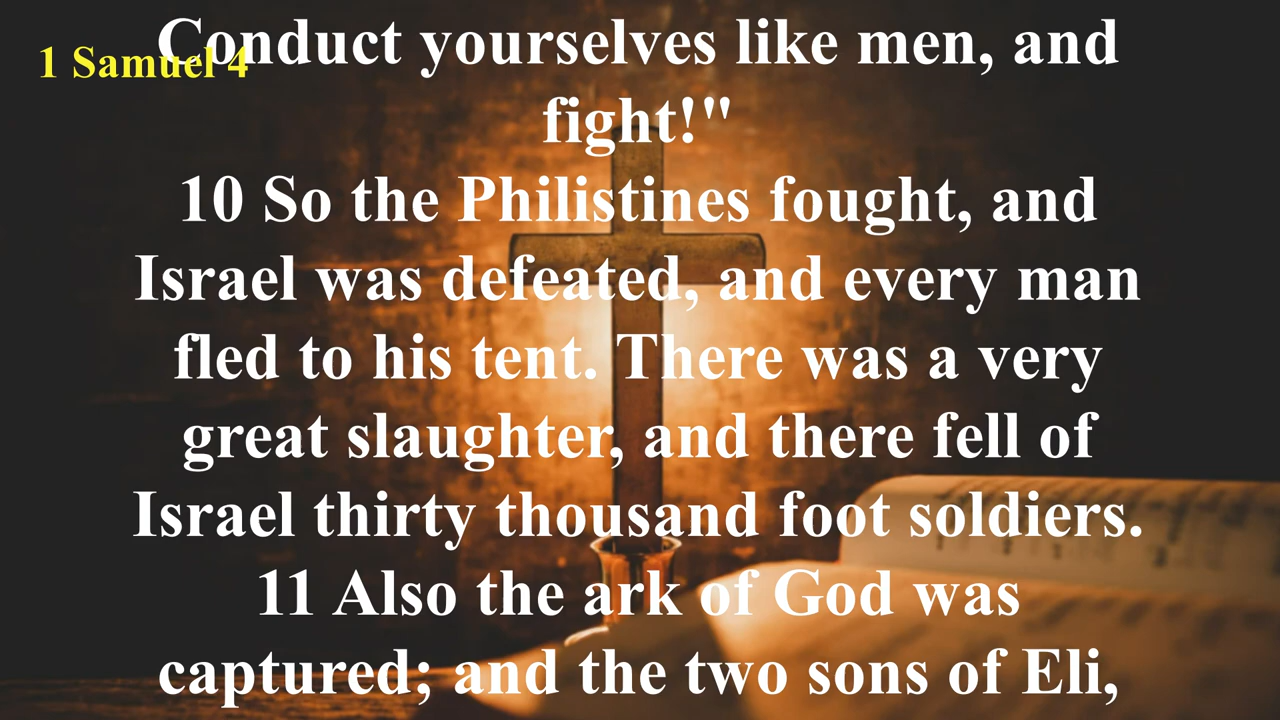 Conduct yourselves like men, and
1 Samuel 4
fight!"
10 So the Philistines fought, and
Israel was defeated, and every man
fled to his tent. There was a very
great slaughter, and there fell of
Israel thirty thousand foot soldiers.
11 Also the ark of God was
captured; and the two sons of Eli,